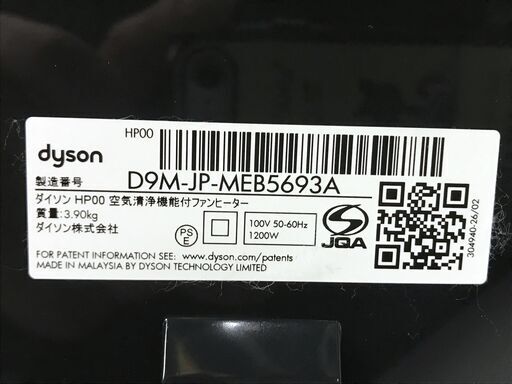 HP00
dyson
製造番号 D9M-JP-MEB5693A
ダイソン HP00 空気清浄機能付ファンヒーター
質量:3.90kg
ダイソン株式会社
PS
E
100V 50-60Hz
1200W
JQA
304940-26/02
FOR PATENT INFORMATION SEE: www.dyson.com/patents
MADE IN MALAYSIA BY DYSON TECHNOLOGY LIMITED